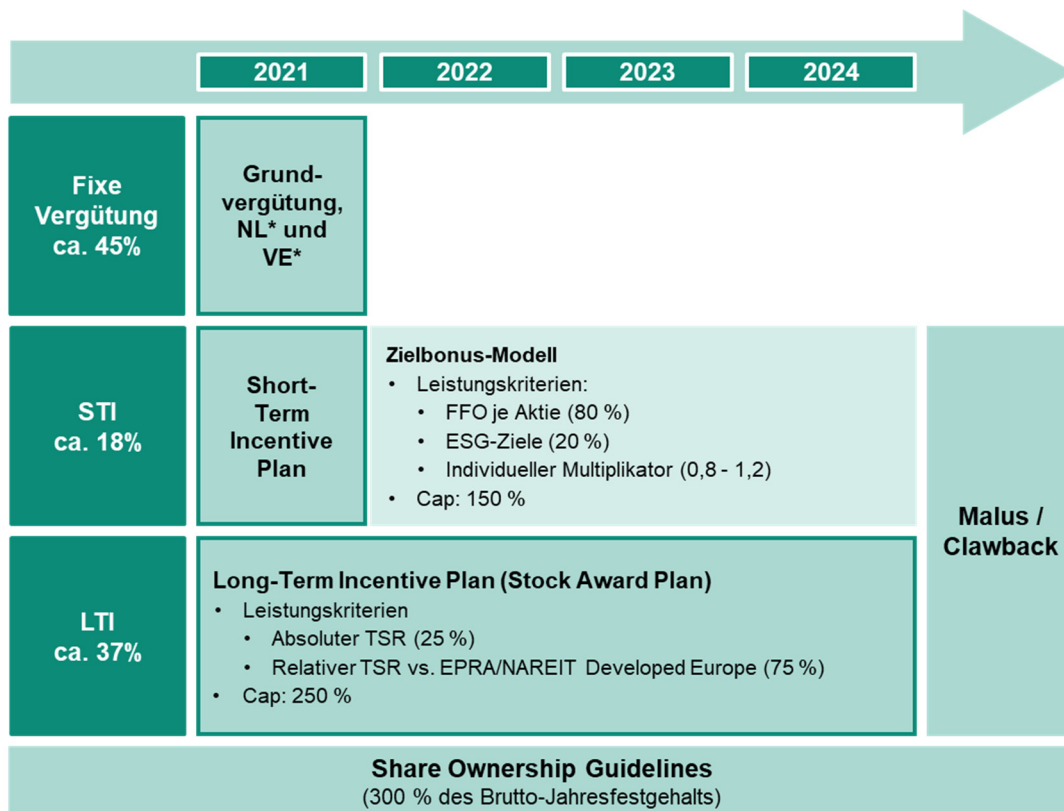 2021
2022
2023
2024
Fixe
Vergütung
ca. 45%
Grund-
vergütung,
NL* und
VE*
STI
ca. 18%
Short-
Term
Incentive
Plan
Zielbonus-Modell
• Leistungskriterien:
• FFO je Aktie (80 %)
• ESG-Ziele (20 %)
• Individueller Multiplikator (0,8 - 1,2)
• Cap: 150 %
Malus /
Clawback
LTI
ca. 37%
Long-Term Incentive Plan (Stock Award Plan)
• Leistungskriterien
• Absoluter TSR (25 %)
• Relativer TSR vs. EPRA/NAREIT Developed Europe (75 %)
• Cap: 250 %
Share Ownership Guidelines
(300 % des Brutto-Jahresfestgehalts)